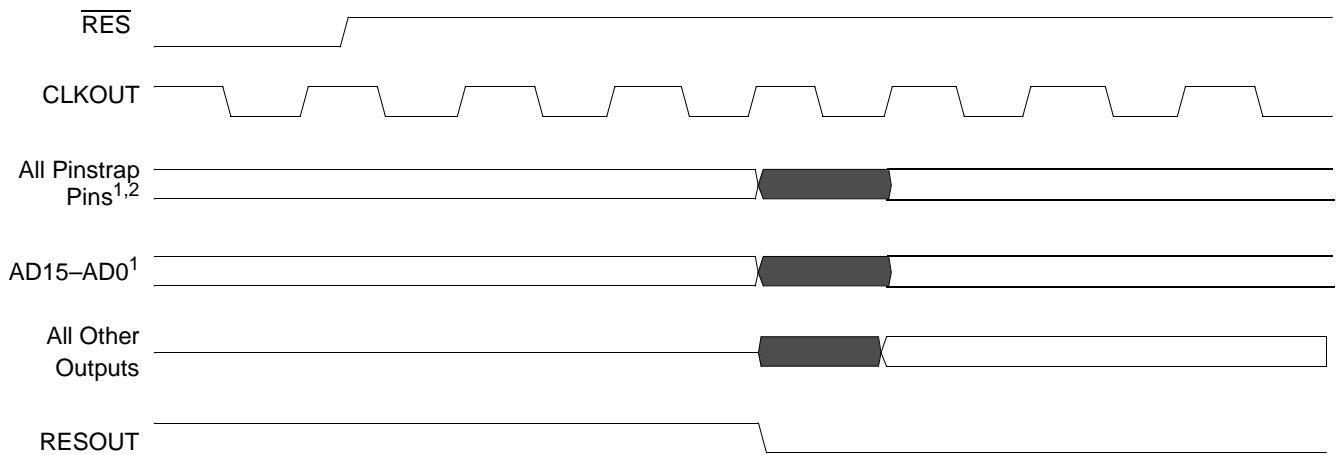 RES
CLKOUT
All Pinstrap
Pins1,2
AD15–AD01
All Other
Outputs
RESOUT